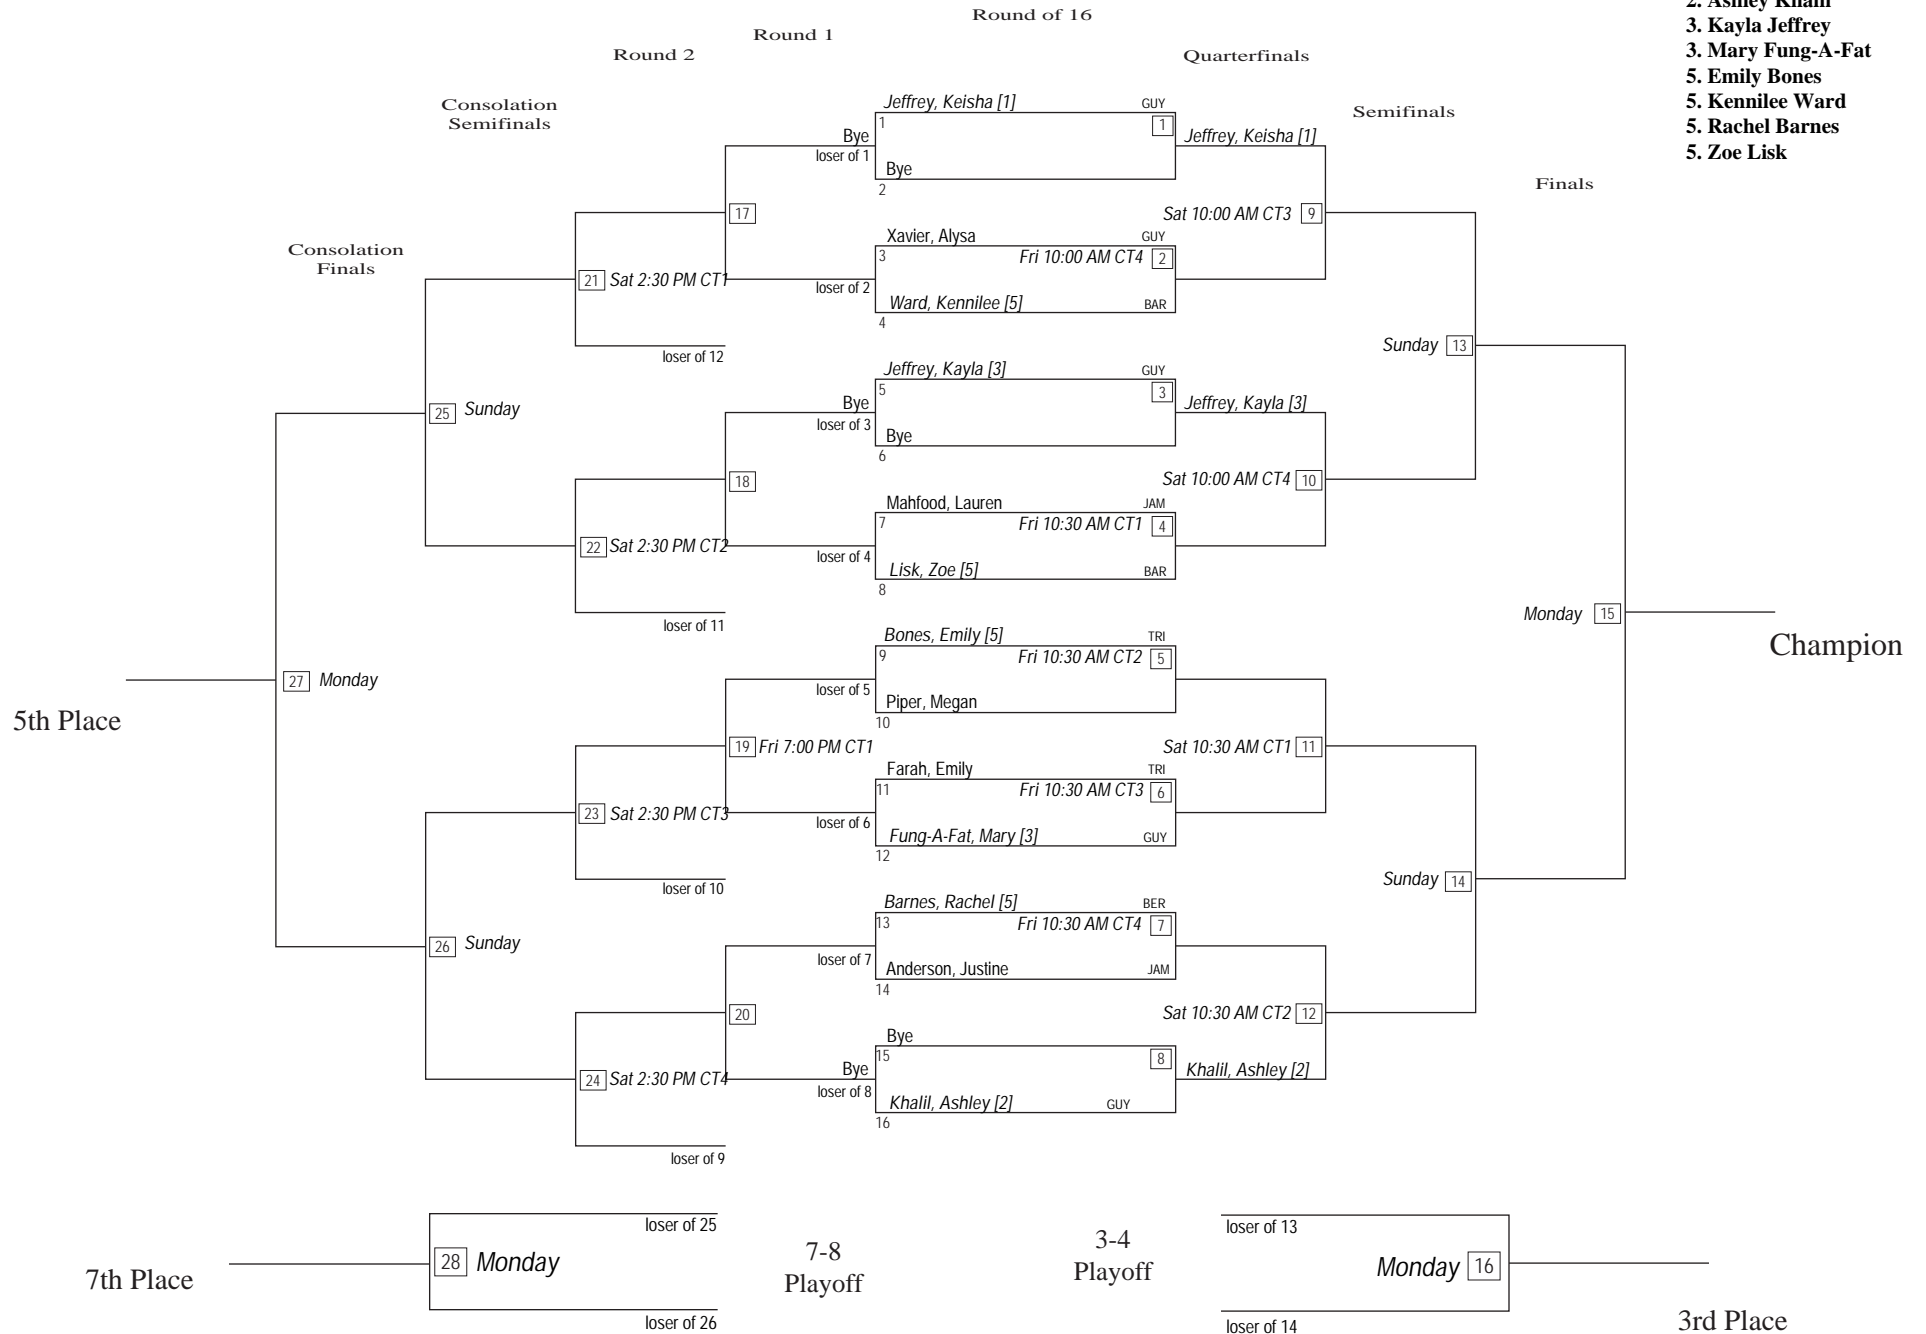 Round of 16
Round 1
Round 2
Quarterfinals
Consolation
Semifinals
Semifinals
Consolation
Finals
Finals
3. Kayla Jeffrey
3. Mary Fung-A-Fat
5. Emily Bones
5. Kennilee Ward
5. Rachel Barnes
5. Zoe Lisk
Jeffrey, Keisha [1] GUY
1 1
Bye
loser of 1
Jeffrey, Keisha [1]
Bye
2
17
Sat 10:00 AM CT3 9
Xavier, Alysa GUY
3 Fri 10:00 AM CT4 2
21 Sat 2:30 PM CT1
loser of 2
Ward, Kennilee [5] BAR
4
loser of 12
Sunday 13
Jeffrey, Kayla [3] GUY
5 3
Bye
loser of 3
Jeffrey, Kayla [3]
25 Sunday
Bye
6
18
Sat 10:00 AM CT4 10
Mahfood, Lauren JAM
7 Fri 10:30 AM CT1 4
22 Sat 2:30 PM CT2
loser of 4
Lisk, Zoe [5] BAR
8
loser of 11
Monday 15
Champion
Bones, Emily [5] TRI
9 Fri 10:30 AM CT2 5
27 Monday
loser of 5
Piper, Megan
10
5th Place
19 Fri 7:00 PM CT1
Sat 10:30 AM CT1 11
Farah, Emily TRI
11 Fri 10:30 AM CT3 6
23 Sat 2:30 PM CT3
loser of 6
Fung-A-Fat, Mary [3] GUY
12
loser of 10
Sunday 14
Barnes, Rachel [5] BER
13 Fri 10:30 AM CT4 7
26 Sunday
loser of 7
Anderson, Justine JAM
14
20
Sat 10:30 AM CT2 12
Bye
15 8
Bye
24 Sat 2:30 PM CT4
loser of 8
Khalil, Ashley [2]
Khalil, Ashley [2] GUY
16
loser of 9
loser of 25
28 Monday
7th Place
loser of 26
7-8
Playoff
3-4
Playoff
loser of 13
Monday 16
loser of 14
3rd Place